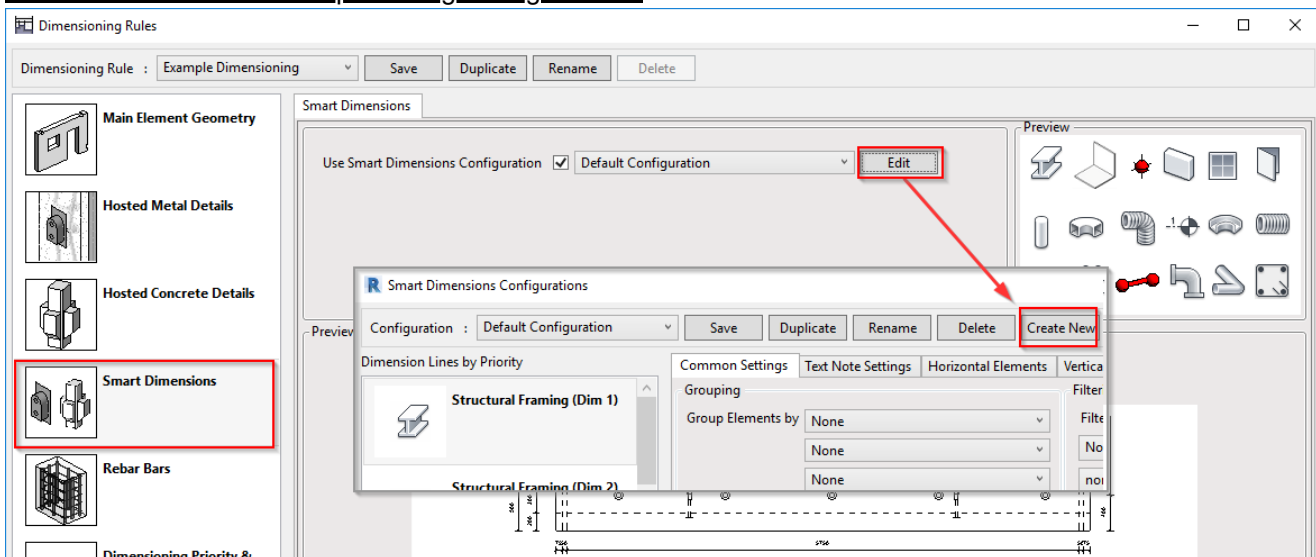 Dimensioning Rules
Dimensioning Rule : Example Dimensioning Save Duplicate Rename Delete
Main Element Geometry
Hosted Metal Details
Hosted Concrete Details
Smart Dimensions
Rebar Bars
Dimensioning Priority &
Smart Dimensions
Use Smart Dimensions Configuration Default Configuration Edit
Preview
Preview
Smart Dimensions Configurations
Configuration : Default Configuration Save Duplicate Rename Delete Create New
Dimension Lines by Priority
Structural Framing (Dim 1)
Structural Framing (Dim 2)
Common Settings Text Note Settings Horizontal Elements Vertica
Grouping
Group Elements by None
None
None
Filter
Filte
No
nor